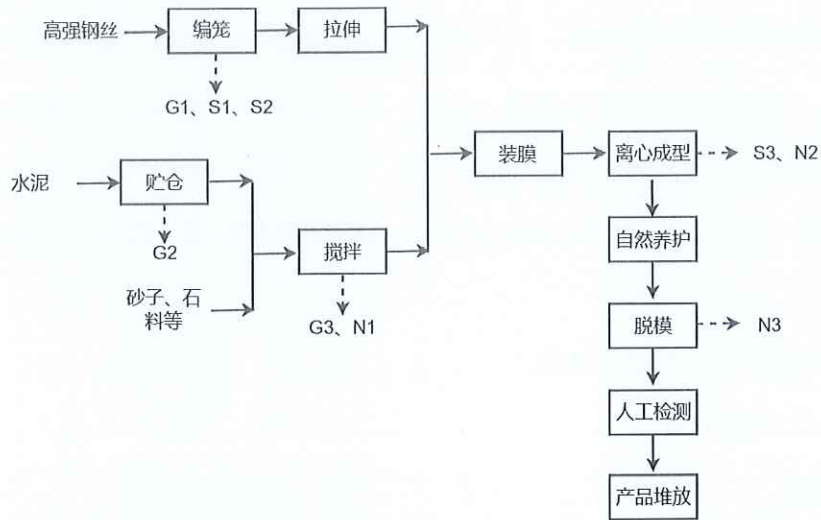 高强钢丝
编笼
拉伸
G1、S1、S2
装膜
离心成型
S3、N2
水泥
贮仓
自然养护
G2
搅拌
砂子、石
料等
G3、N1
脱模
N3
人工检测
产品堆放